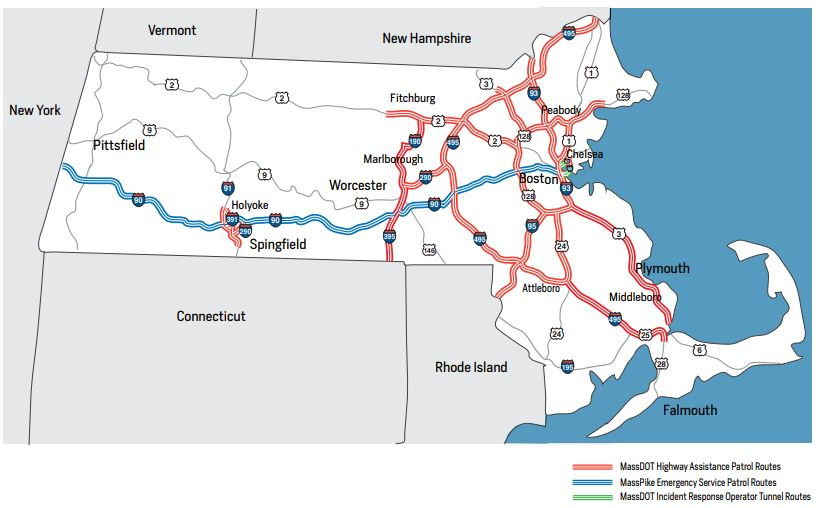 Vermont
New Hampshire
495
1
3
2
2
93
128
New York
Fitchburg
Peabody
2
9
190
495
2
128
1
Pittsfield
Marlborough
Chelsea
9
290
Boston
91
Worcester
93
90
Holyoke
9
90
128
391
90
290
395
495
95
3
Springfield
146
24
Plymouth
Attleboro
Middleboro
Connecticut
495
24
25
6
Rhode Island
195
28
Falmouth
MassDOT Highway Assistance Patrol Routes
MassPike Emergency Service Patrol Routes
MassDOT Incident Response Operator Tunnel Routes